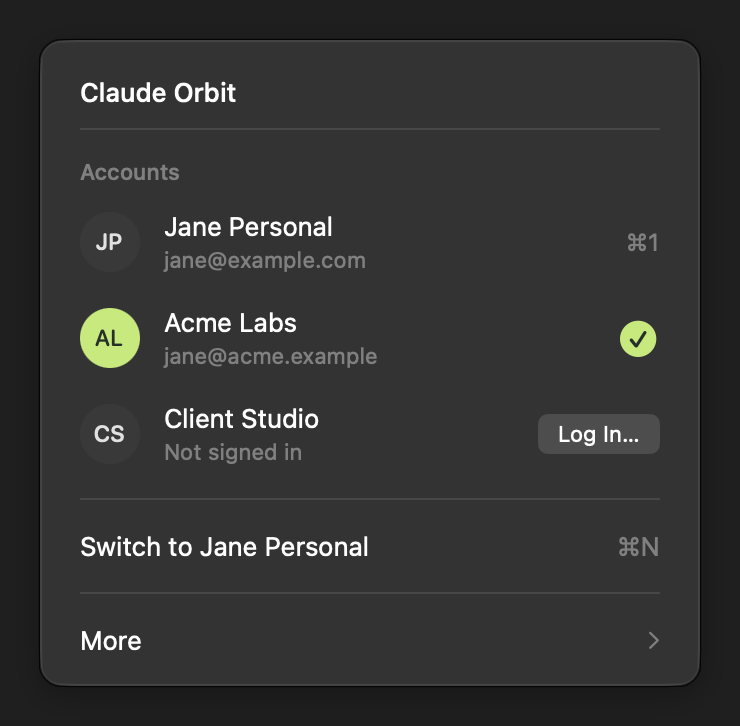 Claude Orbit
Accounts
JP
Jane Personal
jane@example.com
⌘1
AL
Acme Labs
jane@acme.example
CS
Client Studio
Not signed in
Log In...
Switch to Jane Personal
⌘N
More